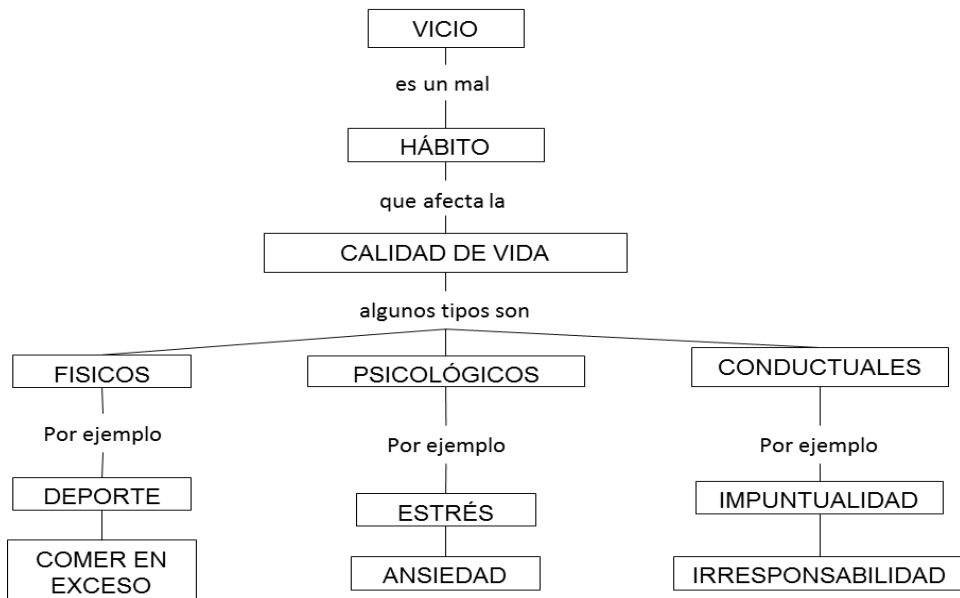 VICIO
es un mal
HÁBITO
que afecta la
CALIDAD DE VIDA
algunos tipos son
FISICOS
PSICOLÓGICOS
CONDUCTUALES
Por ejemplo
Por ejemplo
Por ejemplo
DEPORTE
ESTRÉS
IMPUNTUALIDAD
COMER EN
EXCESO
ANSIEDAD
IRRESPONSABILIDAD